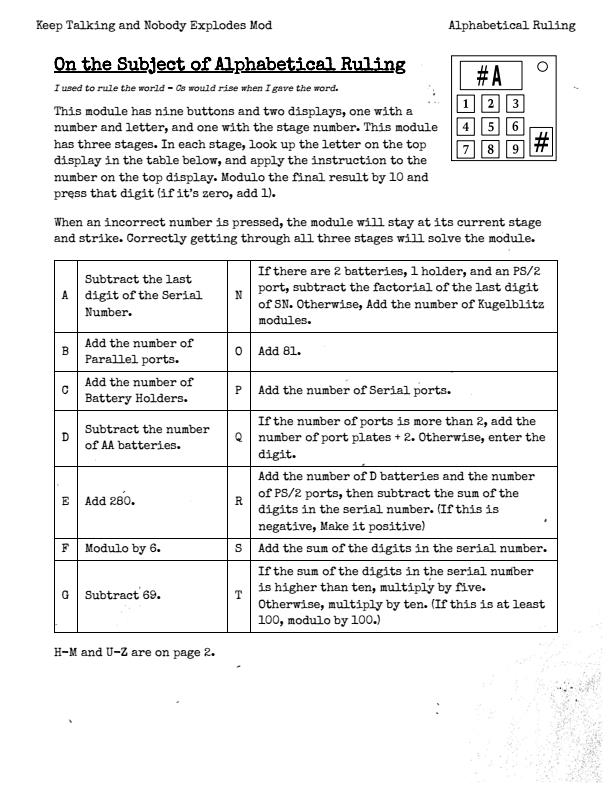 Keep Talking and Nobody Explodes Mod
Alphabetical Ruling
On the Subject of Alphabetical Ruling
I used to rule the world – Gs would rise when I gave the word.
This module has nine buttons and two displays, one with a
number and letter, and one with the stage number. This module
has three stages. In each stage, look up the letter on the top
display in the table below, and apply the instruction to the
number on the top display. Modulo the final result by 10 and
press that digit (if it's zero, add 1).
#A
1 2 3
4 5 6
7 8 9
#
When an incorrect number is pressed, the module will stay at its current stage
and strike. Correctly getting through all three stages will solve the module.
A
Subtract the last
digit of the Serial
Number.
N
If there are 2 batteries, 1 holder, and an PS/2
port, subtract the factorial of the last digit
of SN. Otherwise, Add the number of Kugelblitz
modules.
B
Add the number of
Parallel ports.
O
Add 81.
C
Add the number of
Battery Holders.
P
Add the number of Serial ports.
D
Subtract the number
of AA batteries.
Q
If the number of ports is more than 2, add the
number of port plates + 2. Otherwise, enter the
digit.
E
Add 280.
R
Add the number of D batteries and the number
of PS/2 ports, then subtract the sum of the
digits in the serial number. (If this is
negative, Make it positive)
F
Modulo by 6.
S
Add the sum of the digits in the serial number.
G
Subtract 69.
T
If the sum of the digits in the serial number
is higher than ten, multiply by five.
Otherwise, multiply by ten. (If this is at least
100, modulo by 100.)
H-M and U-Z are on page 2.